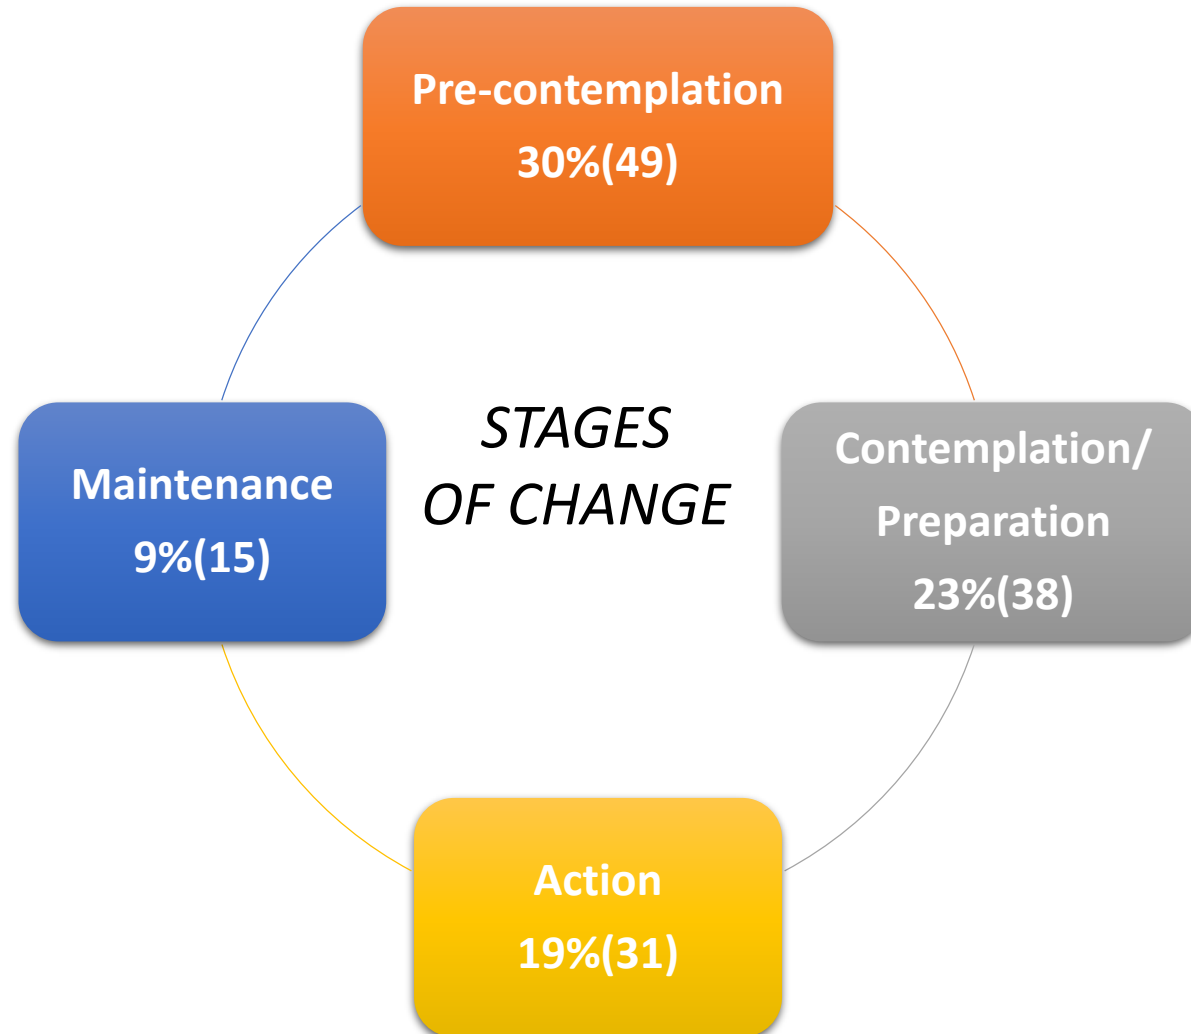 Pre-contemplation
30%(49)
STAGES
OF CHANGE
Maintenance
9%(15)
Contemplation/
Preparation
23%(38)
Action
19%(31)